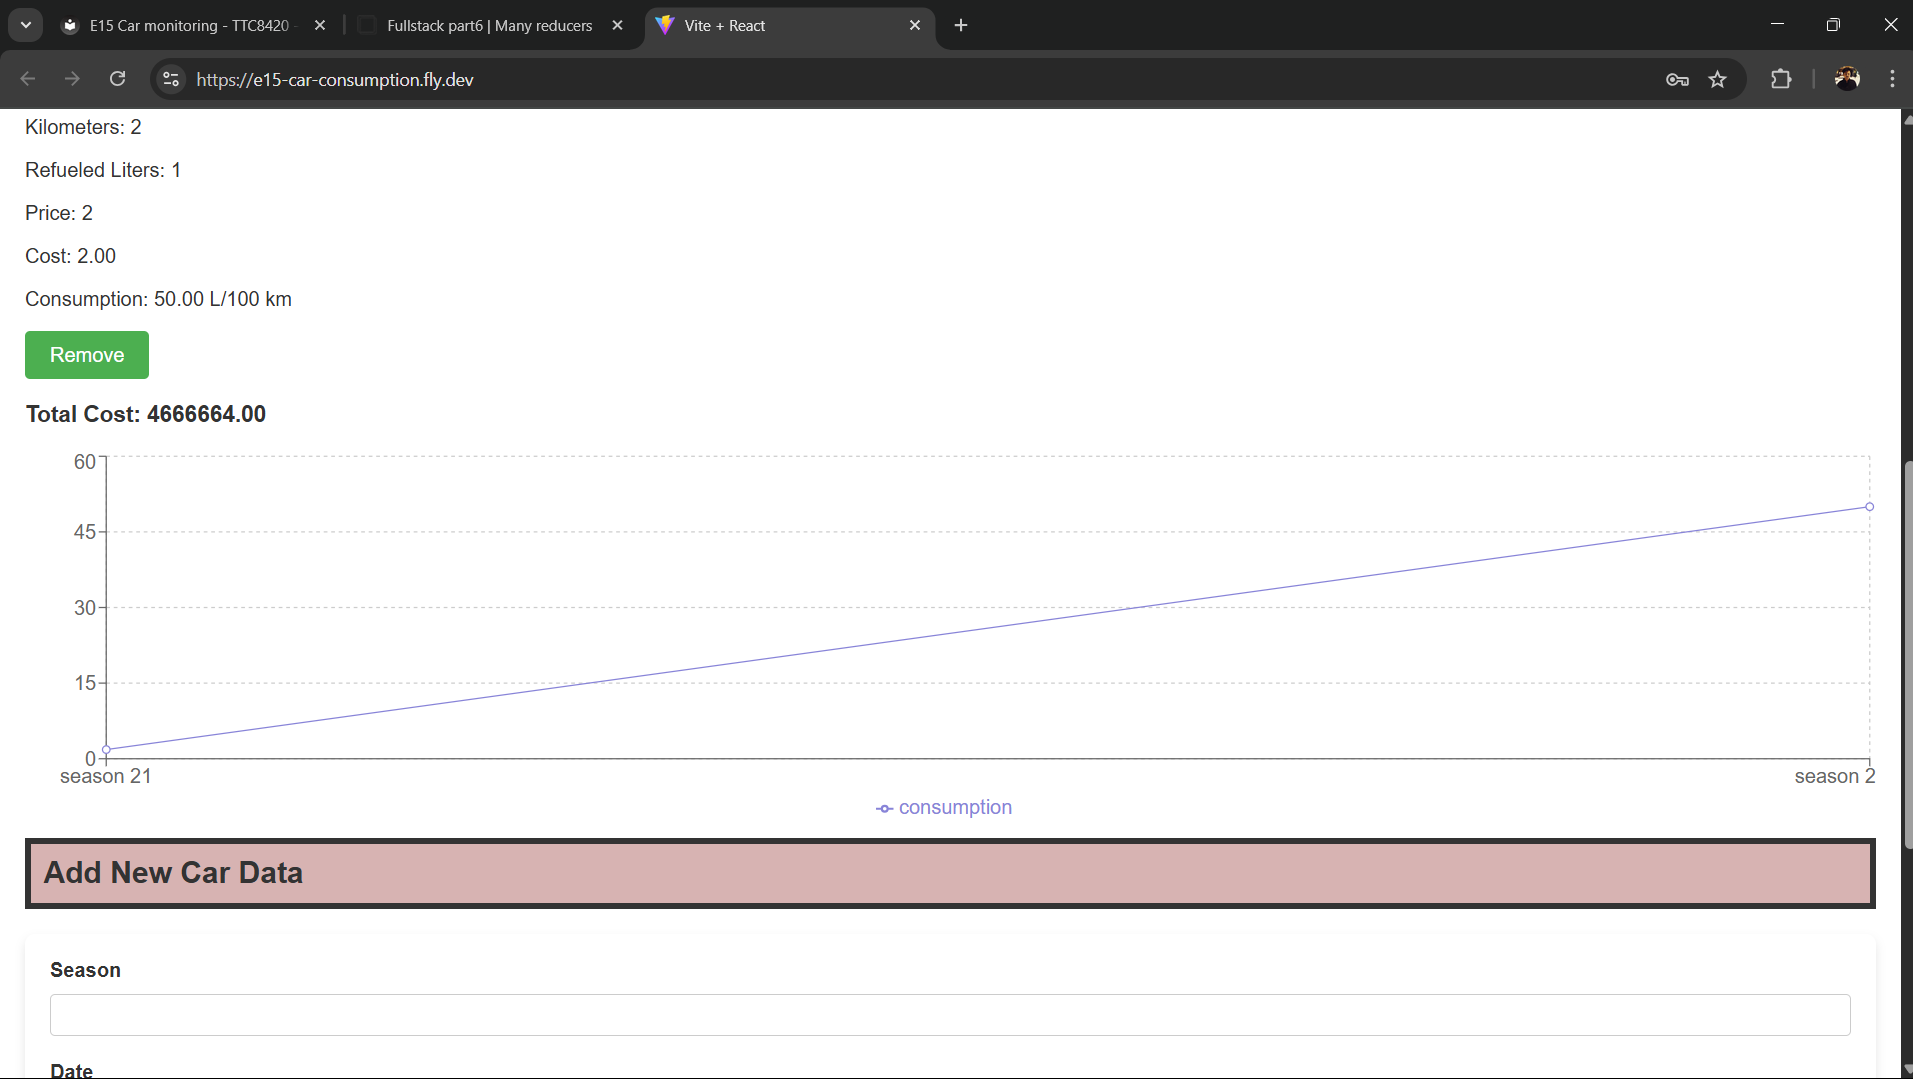 E15 Car monitoring - TTC8420 -
Fullstack part6 | Many reducers
Vite + React
https://e15-car-consumption.fly.dev
Kilometers: 2
Refueled Liters: 1
Price: 2
Cost: 2.00
Consumption: 50.00 L/100 km
Remove
Total Cost: 4666664.00
60
45
30
15
0
season 21
season 2
consumption
Add New Car Data
Season
Date